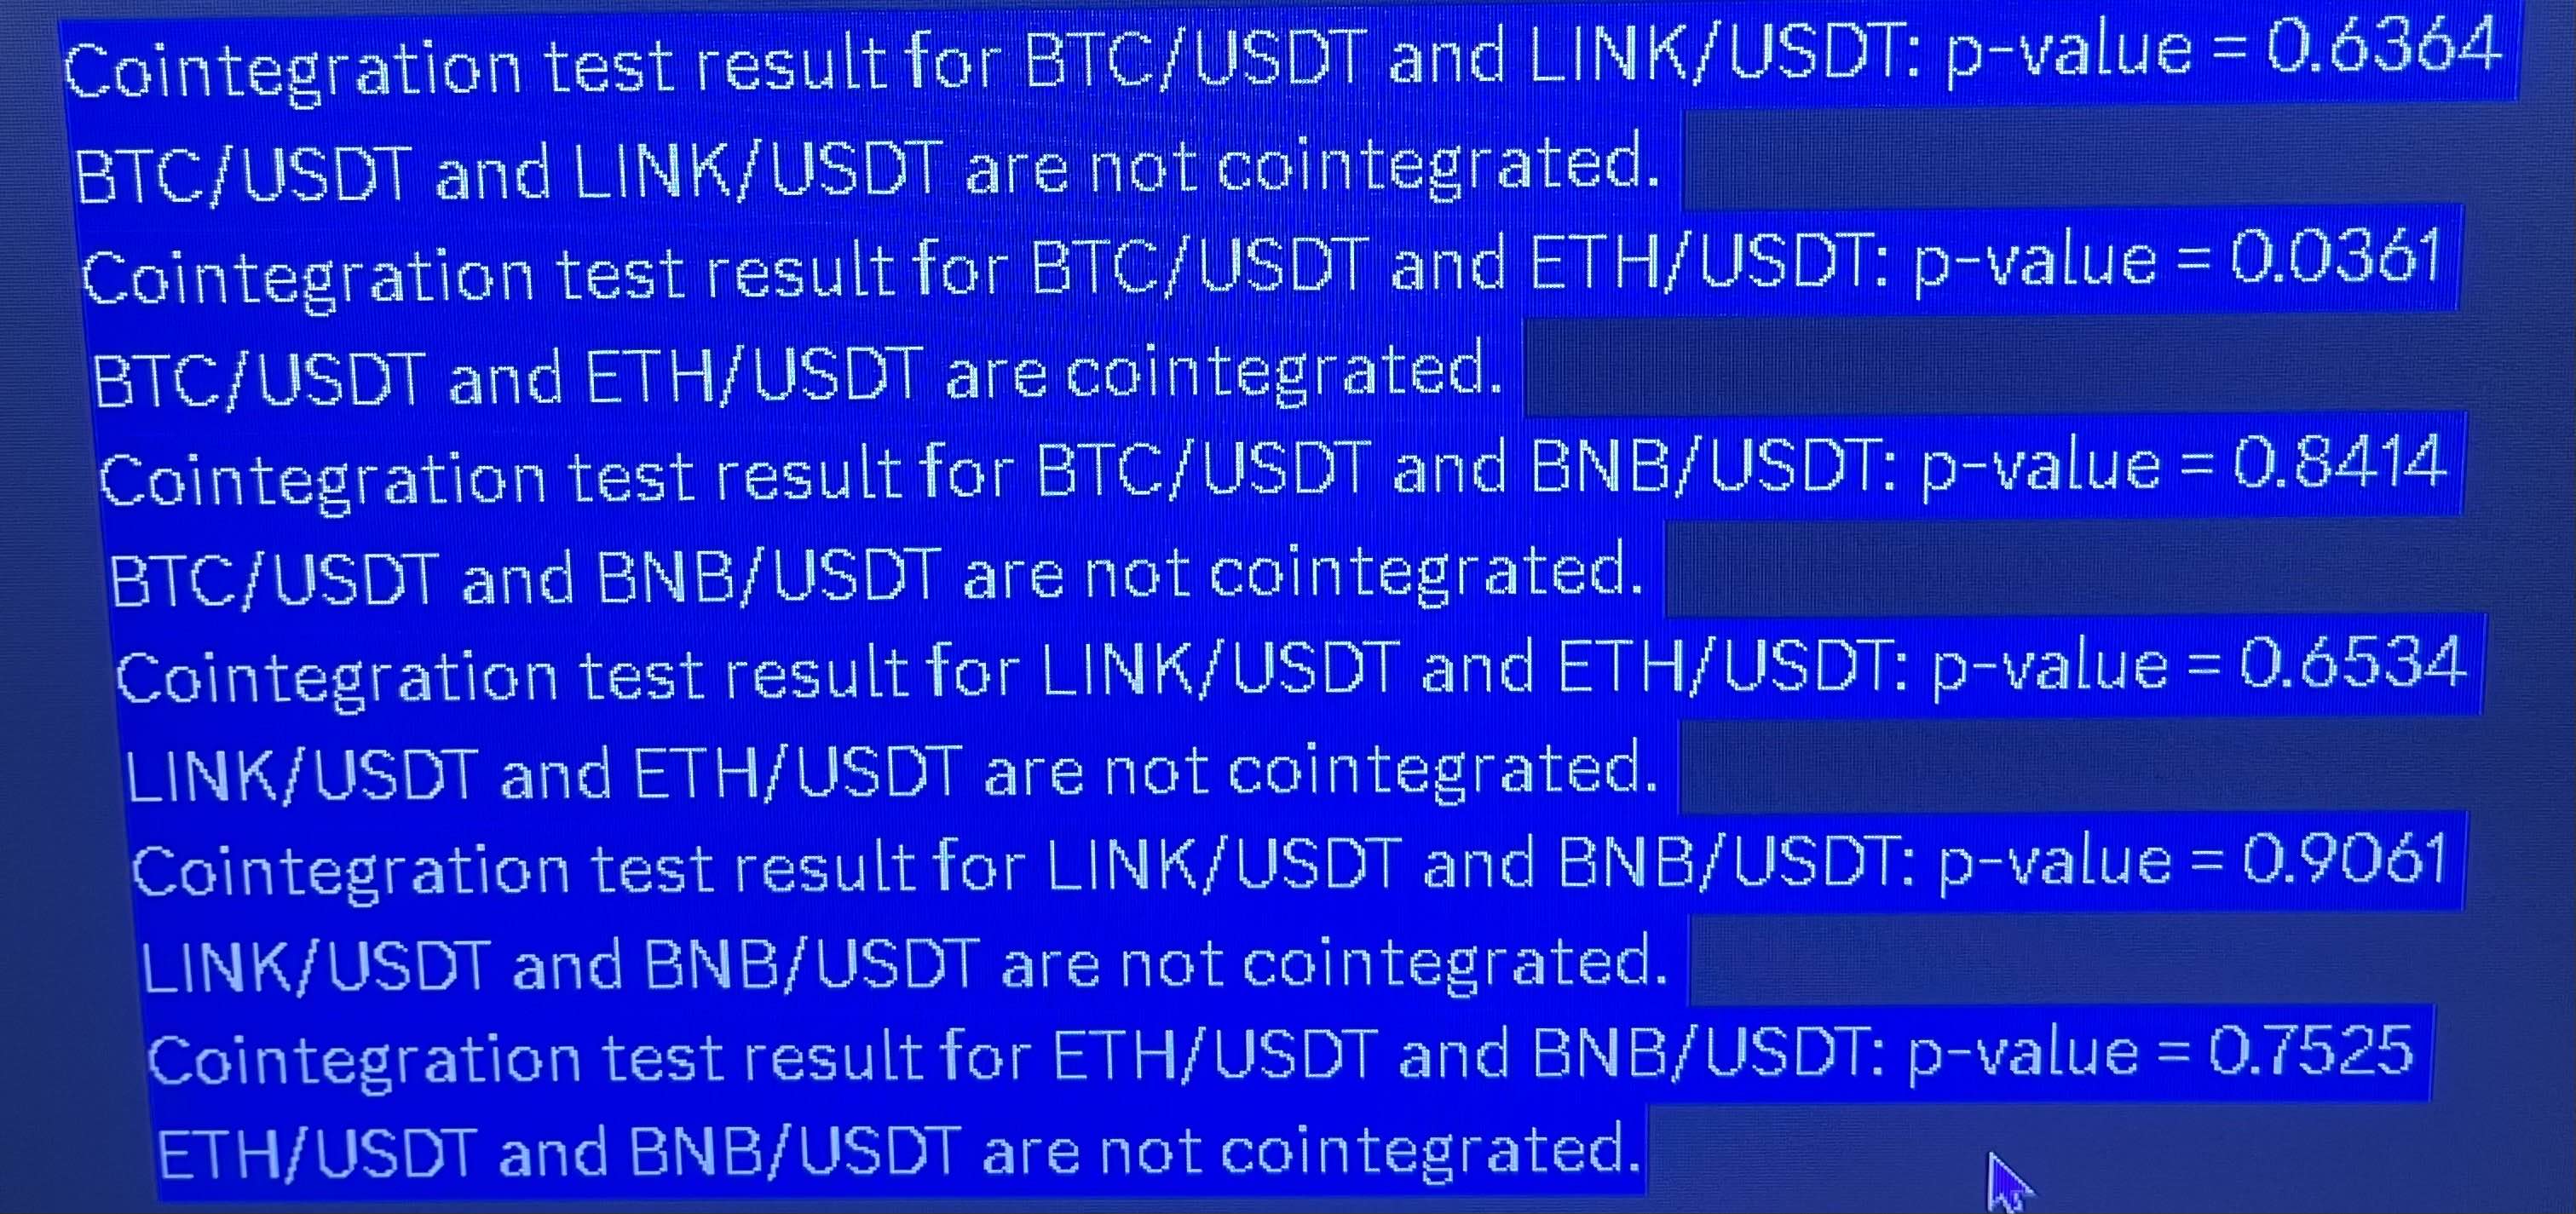 Cointegration test result for BTC/USDT and LINK/USDT: p-value = 0.6364
BTC/USDT and LINK/USDT are not cointegrated.
Cointegration test result for BTC/USDT and ETH/USDT: p-value = 0.0361
BTC/USDT and ETH/USDT are cointegrated.
Cointegration test result for BTC/USDT and BNB/USDT: p-value = 0.8414
BTC/USDT and BNB/USDT are not cointegrated.
Cointegration test result for LINK/USDT and ETH/USDT: p-value = 0.6534
LINK/USDT and ETH/USDT are not cointegrated.
Cointegration test result for LINK/USDT and BNB/USDT: p-value = 0.9061
LINK/USDT and BNB/USDT are not cointegrated.
Cointegration test result for ETH/USDT and BNB/USDT: p-value = 0.7525
ETH/USDT and BNB/USDT are not cointegrated.